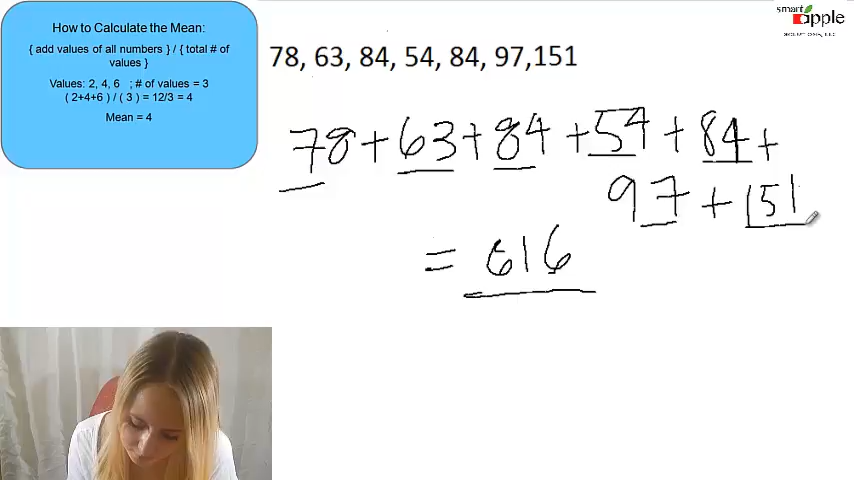 How to Calculate the Mean:
{ add values of all numbers } / { total # of
values }
Values: 2, 4, 6 ; # of values = 3
( 2+4+6 ) / ( 3 ) = 12/3 = 4
Mean = 4
smart
apple
SOLUTIONS, LLC
78, 63, 84, 54, 84, 97,151
78+63+84+54+84+
97+151
=616